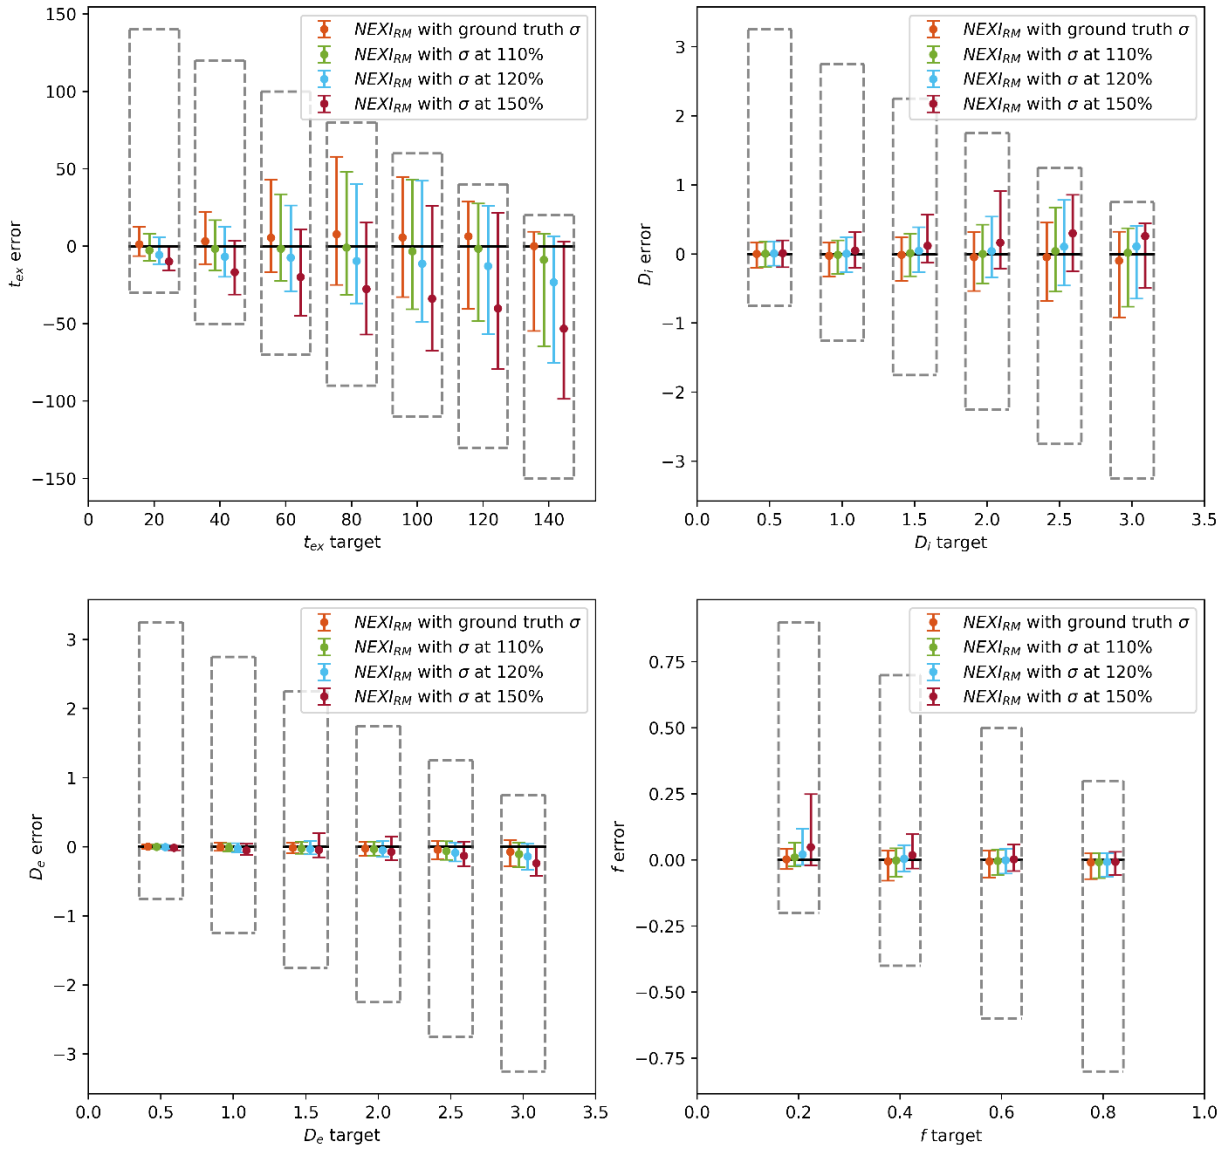 150
100
50
0
−50
−100
−150
t_ex error
NEXI_RM with ground truth σ
NEXI_RM with σ at 110%
NEXI_RM with σ at 120%
NEXI_RM with σ at 150%
0 20 40 60 80 100 120 140
t_ex target
3
2
1
0
−1
−2
−3
D_i error
NEXI_RM with ground truth σ
NEXI_RM with σ at 110%
NEXI_RM with σ at 120%
NEXI_RM with σ at 150%
0.0 0.5 1.0 1.5 2.0 2.5 3.0 3.5
D_i target
3
2
1
0
−1
−2
−3
D_e error
NEXI_RM with ground truth σ
NEXI_RM with σ at 110%
NEXI_RM with σ at 120%
NEXI_RM with σ at 150%
0.0 0.5 1.0 1.5 2.0 2.5 3.0 3.5
D_e target
0.75
0.50
0.25
0.00
−0.25
−0.50
−0.75
f error
NEXI_RM with ground truth σ
NEXI_RM with σ at 110%
NEXI_RM with σ at 120%
NEXI_RM with σ at 150%
0.0 0.2 0.4 0.6 0.8 1.0
f target